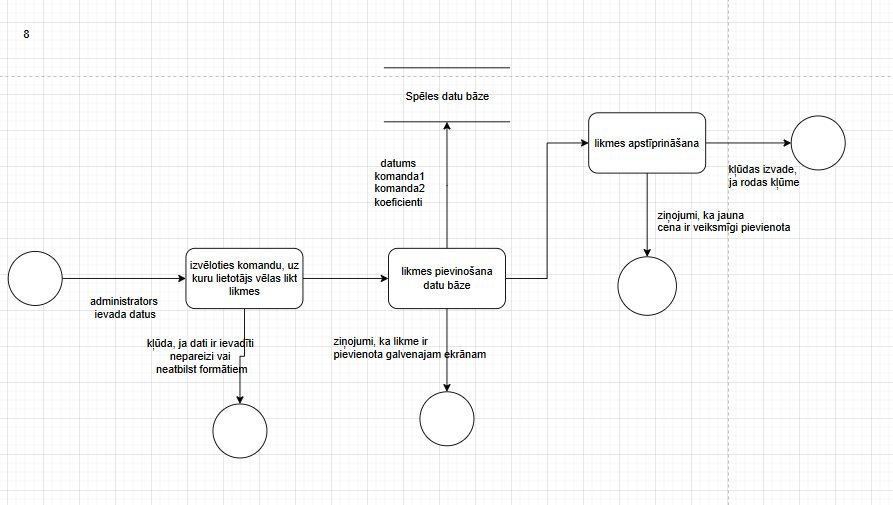 8
Spēles datu bāze
likmes apstīprināšana
datums
komanda1
komanda2
koeficienti
kļūdas izvade,
ja rodas kļūme
ziņojumi, ka jauna
cena ir veiksmīgi pievienota
izvēloties komandu, uz
kuru lietotājs vēlas likt
likmes
likmes pievinošana
datu bāze
administrators
ievada datus
kļūda, ja dati ir ievadīti
nepareizi vai
neatbilst formātiem
ziņojumi, ka likme ir
pievienota galvenajam ekrānam